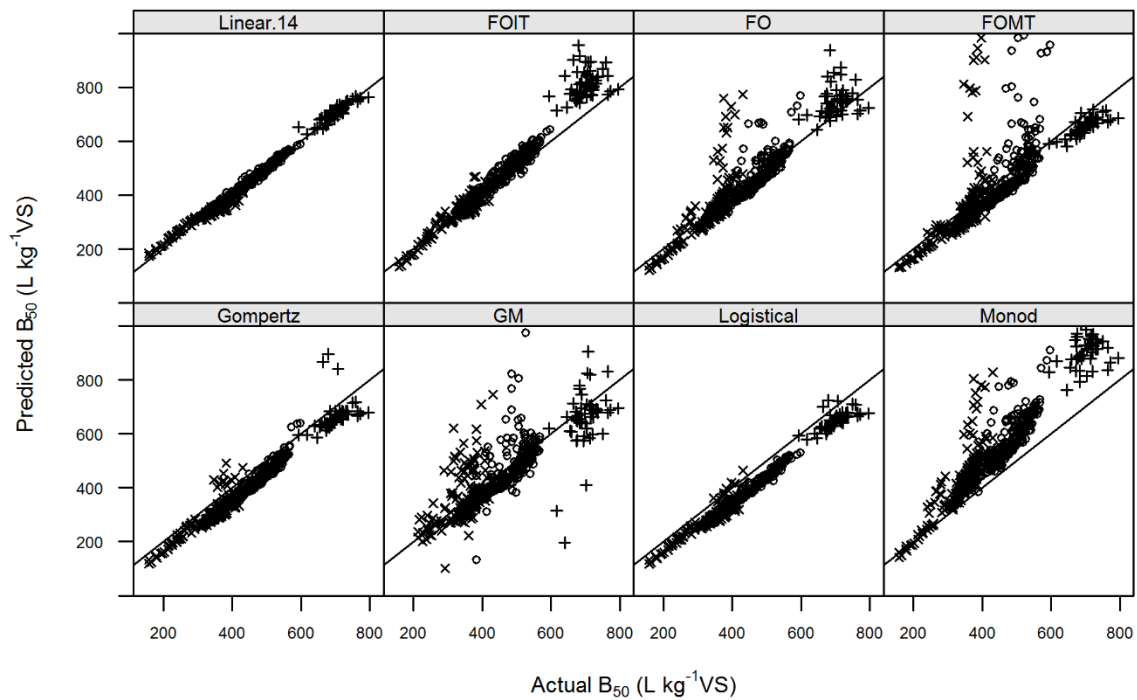 Linear.14 FOIT FO FOMT
800
600
400
200
Gompertz GM Logistical Monod
800
600
400
200
200 400 600 800 200 400 600 800 200 400 600 800 200 400 600 800
Predicted B50 (L kg-1VS)
Actual B50 (L kg-1VS)